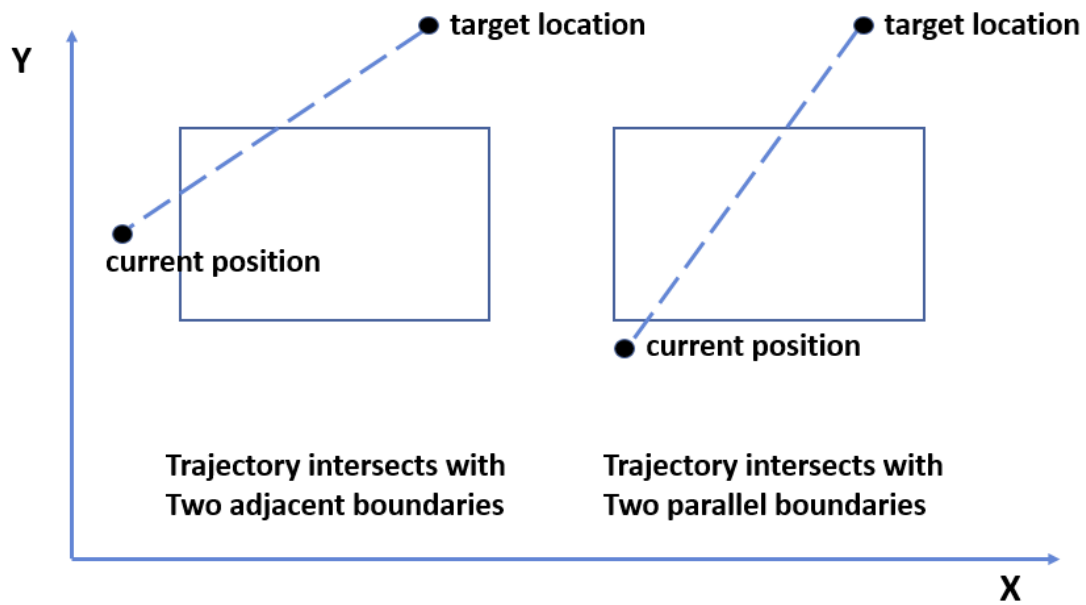 Y
target location
target location
current position
current position
Trajectory intersects with
Two adjacent boundaries
Trajectory intersects with
Two parallel boundaries
X